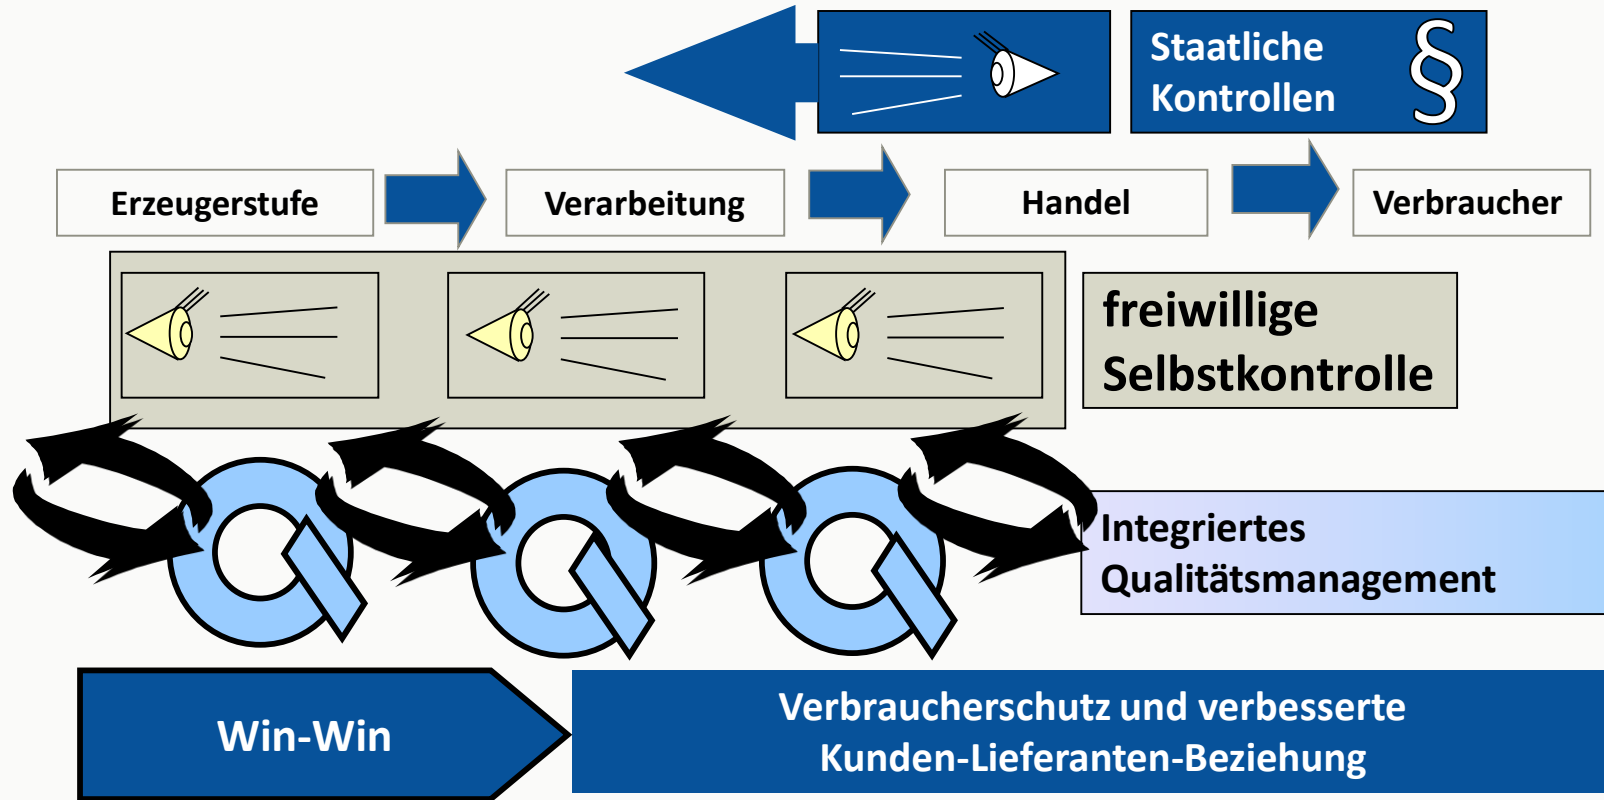 Staatliche
Kontrollen
§
Erzeugerstufe
Verarbeitung
Handel
Verbraucher
freiwillige
Selbstkontrolle
Integriertes
Qualitätsmanagement
Win-Win
Verbraucherschutz und verbesserte
Kunden-Lieferanten-Beziehung